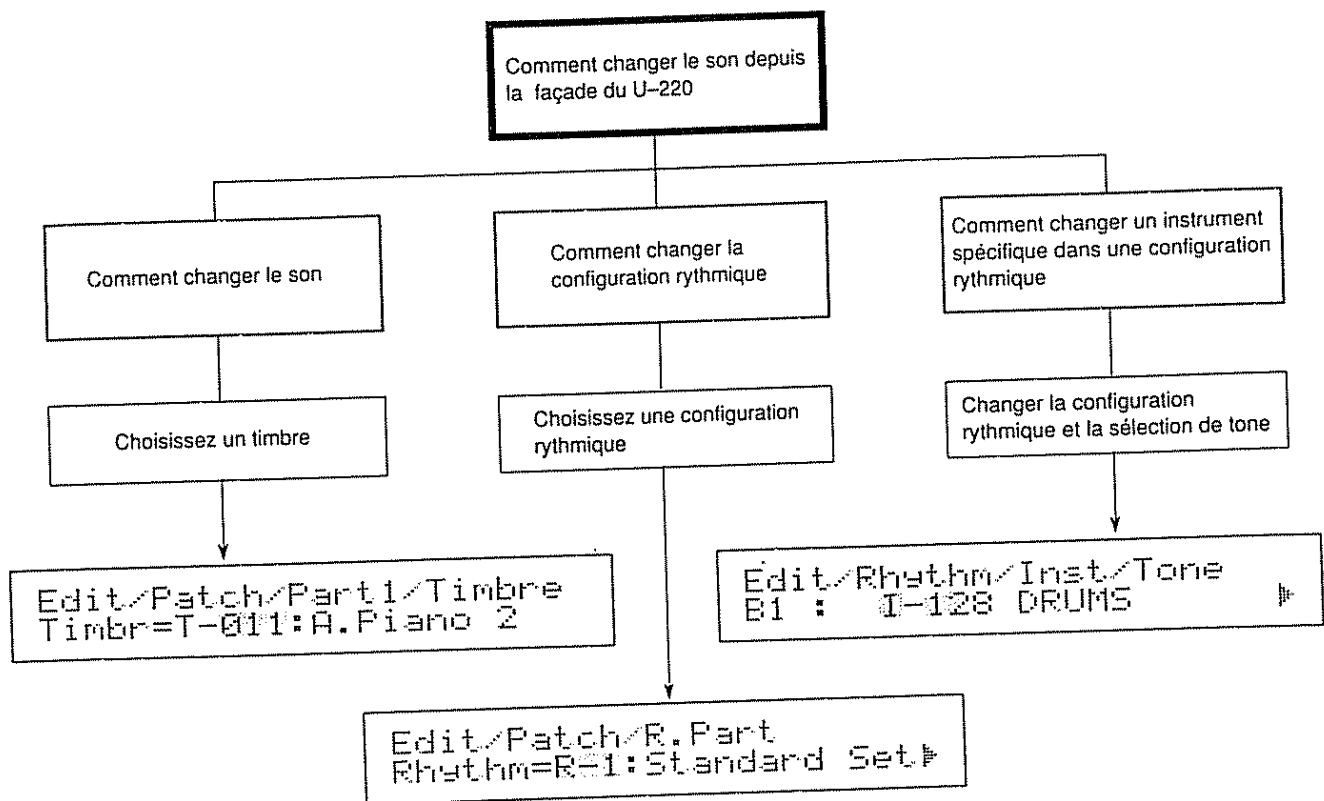 Comment changer le son depuis
la façade du U–220
Comment changer le son
Comment changer la
configuration rythmique
Comment changer un instrument
spécifique dans une configuration
rythmique
Choisissez un timbre
Choisissez une configuration
rythmique
Changer la configuration
rythmique et la sélection de tone
Edit/Patch/Part1/Timbre
Timbr=T-011:A.Piano 2
Edit/Rhythm/Inst/Tone
B1 : I-128 DRUMS
Edit/Patch/R.Part
Rhythm=R-1:Standard Set